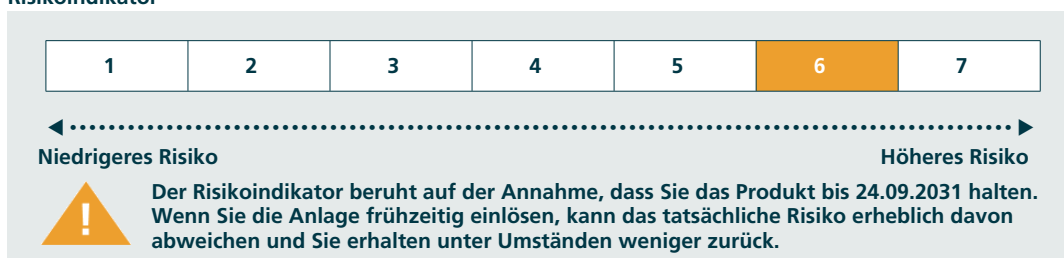 Risikoindikator
1 2 3 4 5 6 7
Niedrigeres Risiko Höheres Risiko
Der Risikoindikator beruht auf der Annahme, dass Sie das Produkt bis 24.09.2031 halten.
Wenn Sie die Anlage frühzeitig einlösen, kann das tatsächliche Risiko erheblich davon
abweichen und Sie erhalten unter Umständen weniger zurück.